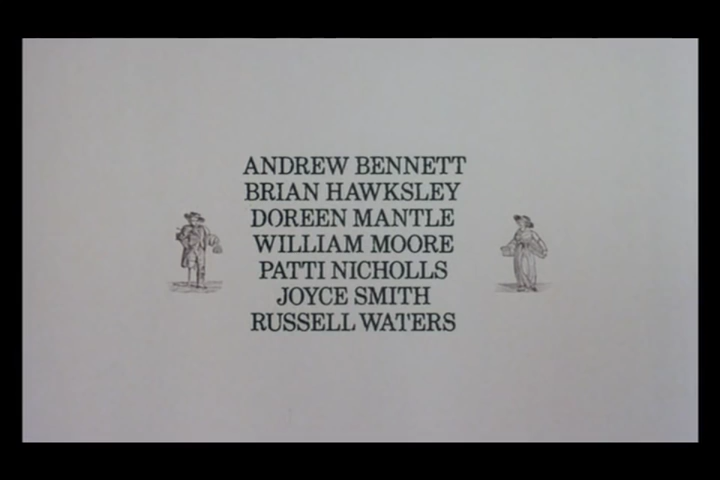 ANDREW BENNETT
BRIAN HAWKSLEY
DOREEN MANTLE
WILLIAM MOORE
PATTI NICHOLLS
JOYCE SMITH
RUSSELL WATERS